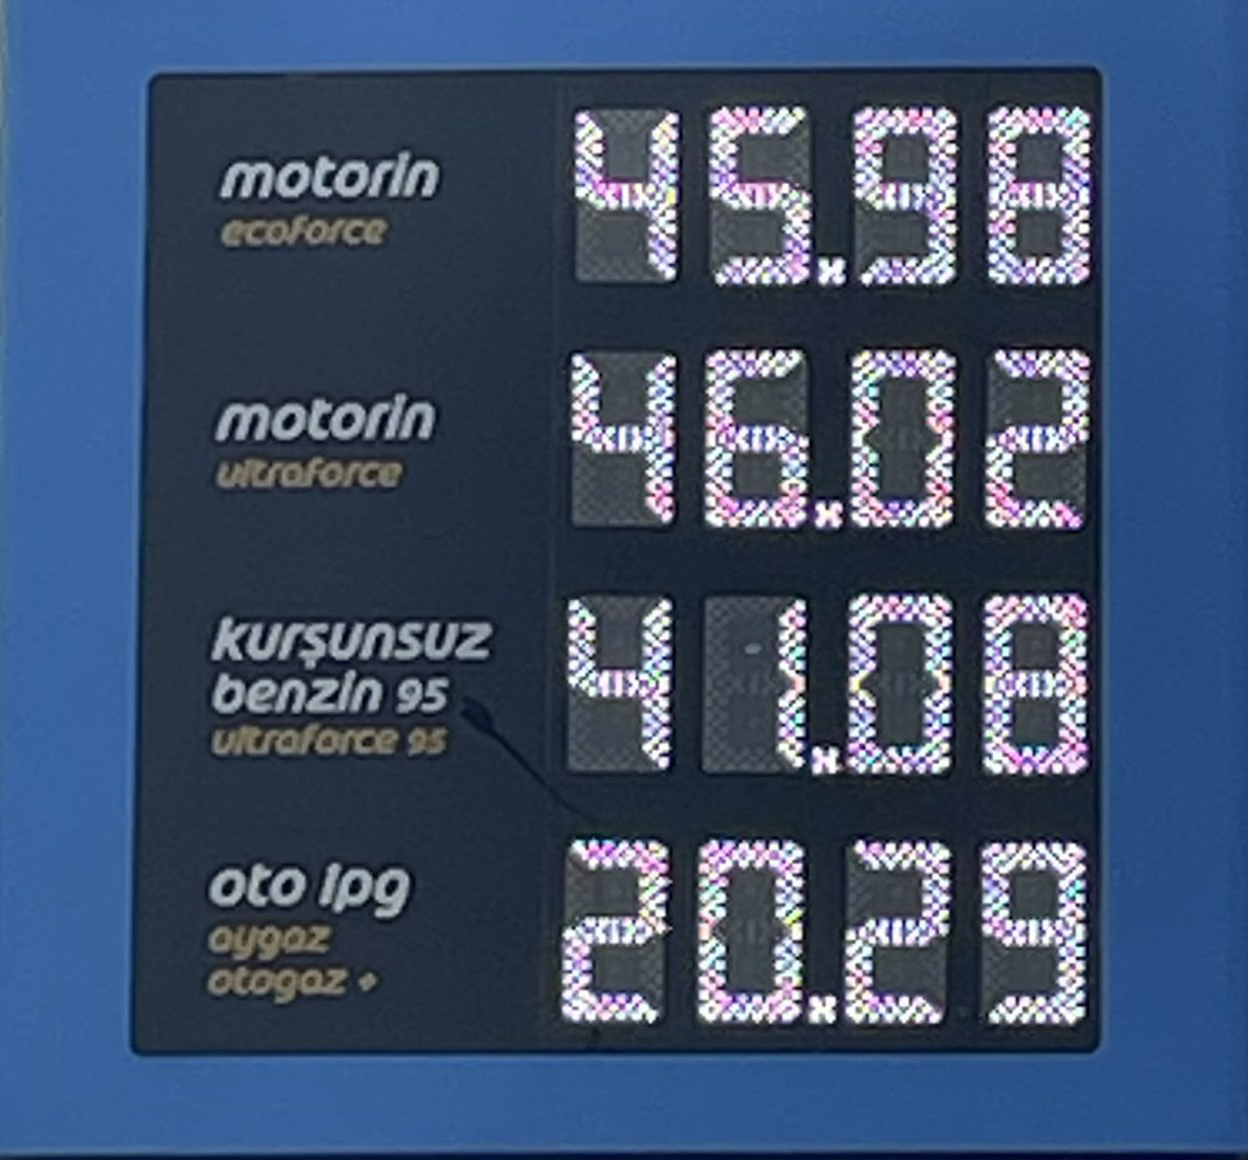 motorin 45.98
ecoforce
motorin 46.02
ultraforce
kurşunsuz
benzin 95 41.08
ultraforce 95
oto lpg 20.29
aygaz
otogaz +